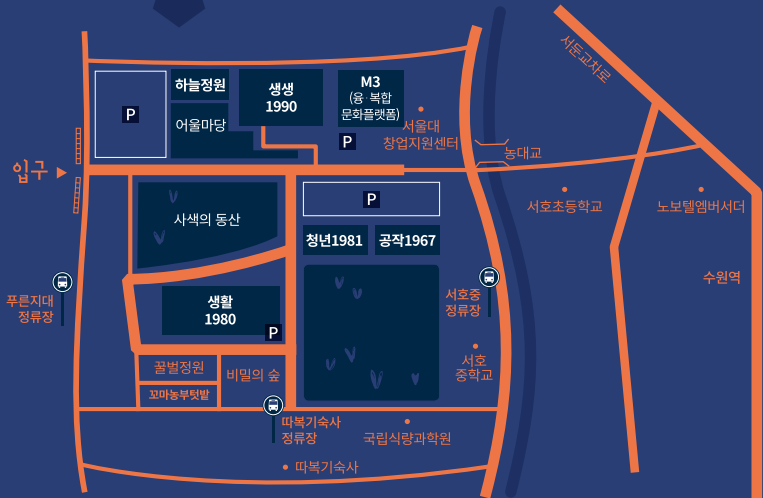 서둔교차로
하늘정원
생생
1990
M3
(융·복합
문화플랫폼)
P
어울마당
P
서울대
창업지원센터
농대교
입구
P
사색의 동산
서호초등학교
노보텔엠버서더
청년1981
공작1967
수원역
푸른지대
정류장
생활
1980
P
서호중
정류장
꿀벌정원
비밀의 숲
꼬마농부텃밭
서호
중학교
따복기숙사
정류장
국립식량과학원
따복기숙사